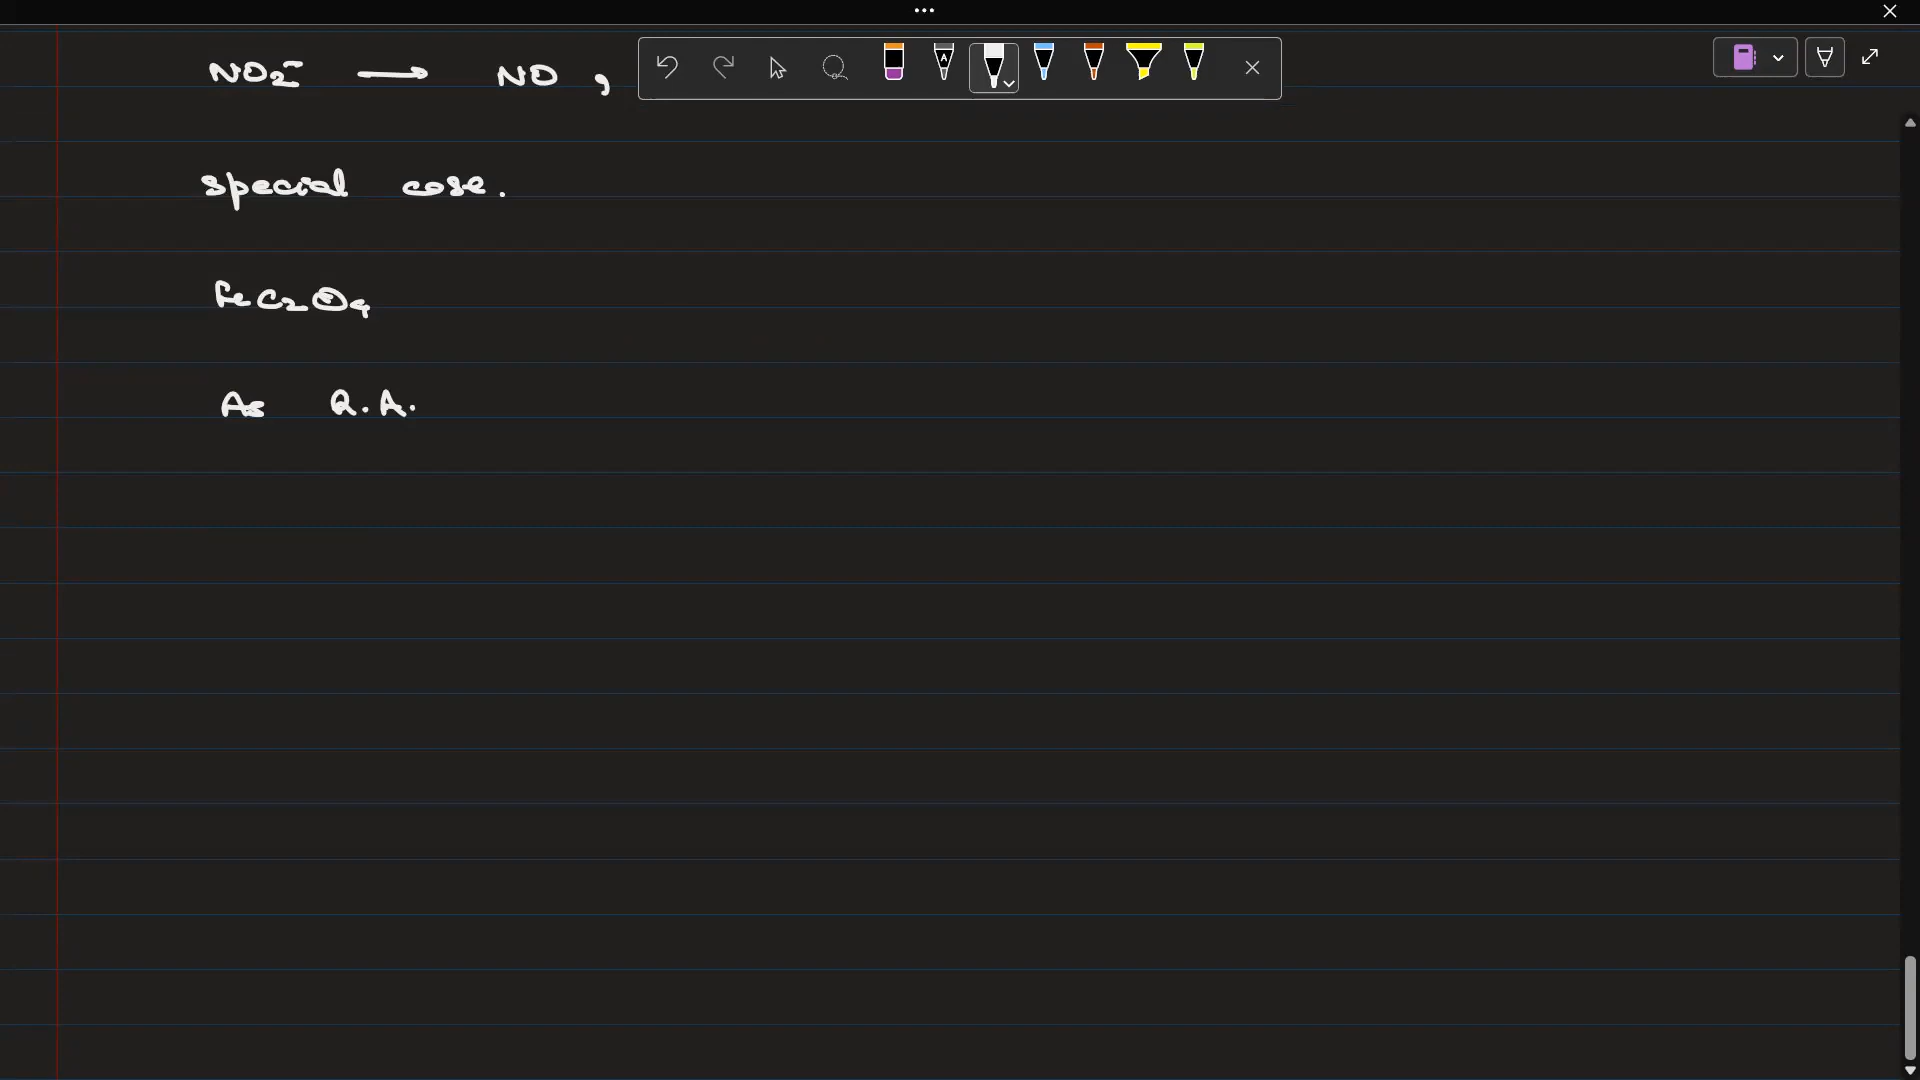 NO₂⁻ ⟶ NO ,
special case.
FeC₂O₄
As R.A.